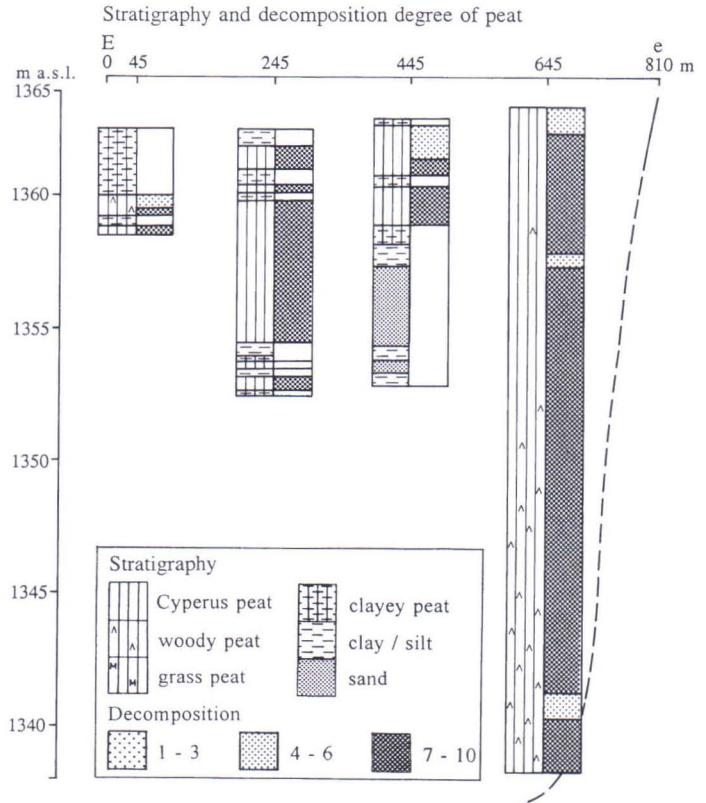 Stratigraphy and decomposition degree of peat
E e
m a.s.l. 0 45 245 445 645 810 m
1365
1360
1355
1350
1345
1340
Stratigraphy
Cyperus peat clayey peat
woody peat clay / silt
grass peat sand
Decomposition
1 - 3 4 - 6 7 - 10